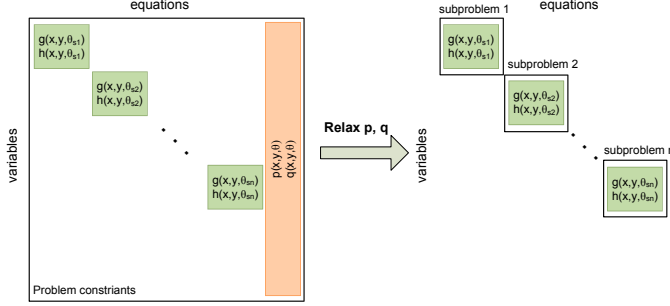 equations
g(x,y,θs1)
h(x,y,θs1)
g(x,y,θs2)
h(x,y,θs2)
g(x,y,θsn)
h(x,y,θsn)
p(x,y,θ)
q(x,y,θ)
variables
Problem constriants
Relax p, q
equations
subproblem 1
g(x,y,θs1)
h(x,y,θs1)
subproblem 2
g(x,y,θs2)
h(x,y,θs2)
subproblem n
g(x,y,θsn)
h(x,y,θsn)
variables